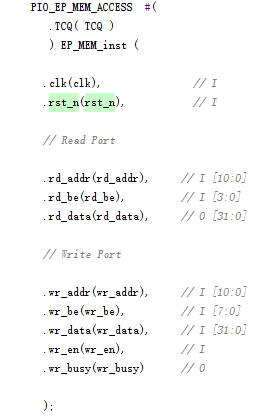 PIO_EP_MEM_ACCESS #(
.TCQ( TCQ )
) EP_MEM_inst (
.clk(clk), // I
.rst_n(rst_n), // I
// Read Port
.rd_addr(rd_addr), // I [10:0]
.rd_be(rd_be), // I [3:0]
.rd_data(rd_data), // O [31:0]
// Write Port
.wr_addr(wr_addr), // I [10:0]
.wr_be(wr_be), // I [7:0]
.wr_data(wr_data), // I [31:0]
.wr_en(wr_en), // I
.wr_busy(wr_busy) // O
);